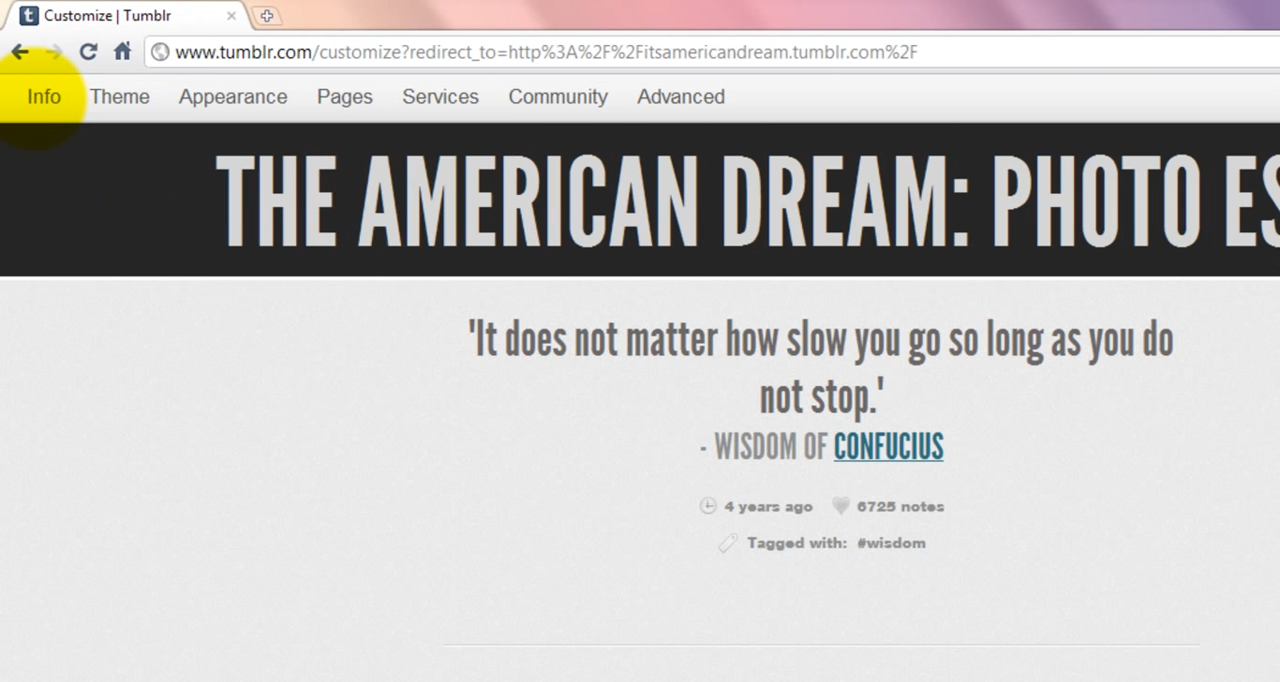 Customize | Tumblr
www.tumblr.com/customize?redirect_to=http%3A%2F%2Fitsamericandream.tumblr.com%2F
Info Theme Appearance Pages Services Community Advanced
THE AMERICAN DREAM: PHOTO ES
'It does not matter how slow you go so long as you do
not stop.'
- WISDOM OF CONFUCIUS
4 years ago 6725 notes
Tagged with: #wisdom